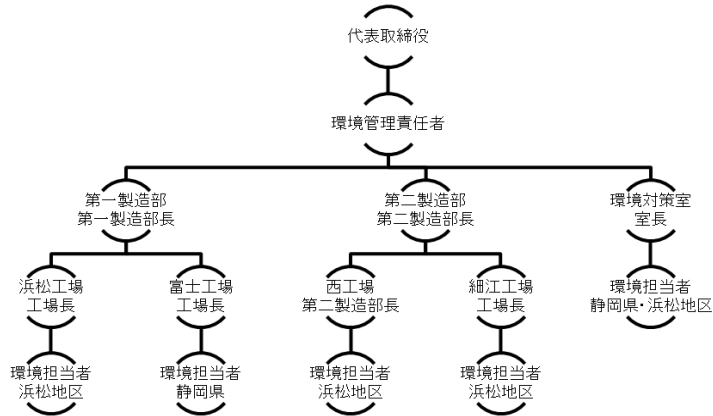 代表取締役
環境管理責任者
第一製造部
第一製造部長
第二製造部
第二製造部長
環境対策室
室長
浜松工場
工場長
富士工場
工場長
西工場
第二製造部長
細江工場
工場長
環境担当者
静岡県・浜松地区
環境担当者
浜松地区
環境担当者
静岡県
環境担当者
浜松地区
環境担当者
浜松地区